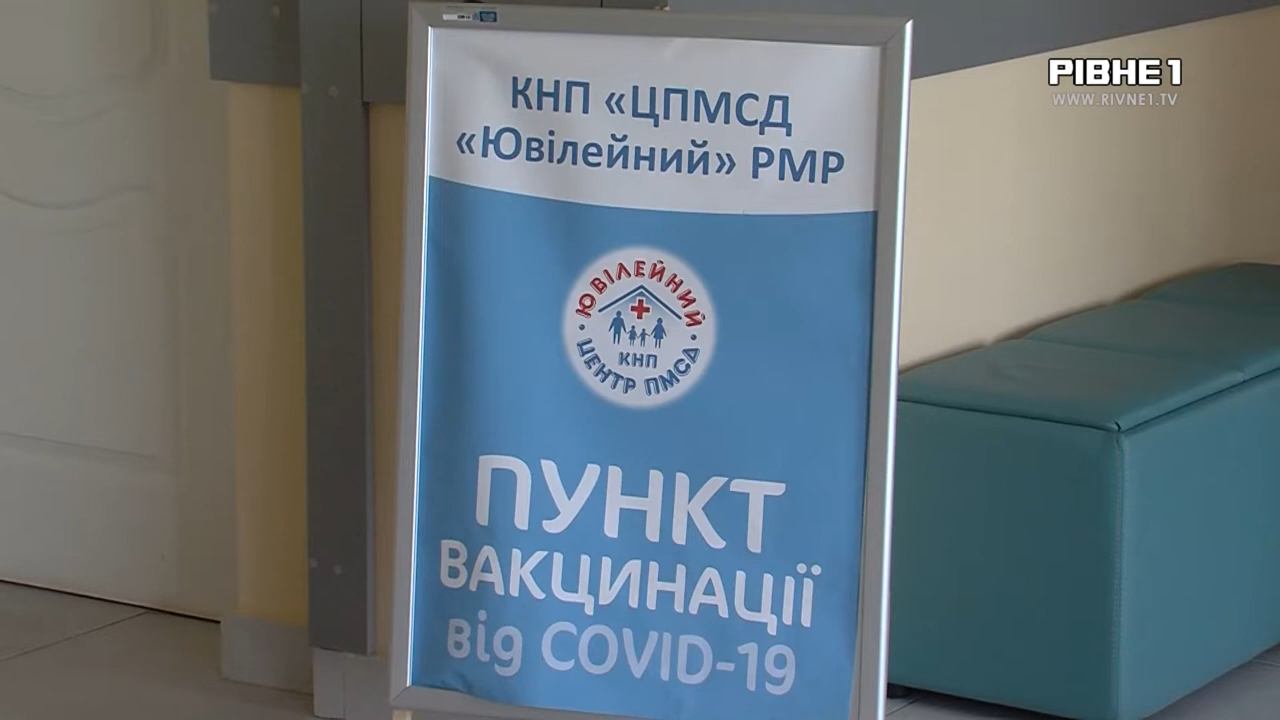 РІВНЕ 1
WWW.RIVNE1.TV
КНП «ЦПМСД
«Ювілейний» РМР
ЮВІЛЕЙНИЙ
КНП
ЦЕНТР ПМСД
ПУНКТ
ВАКЦИНАЦІЇ
від COVID-19